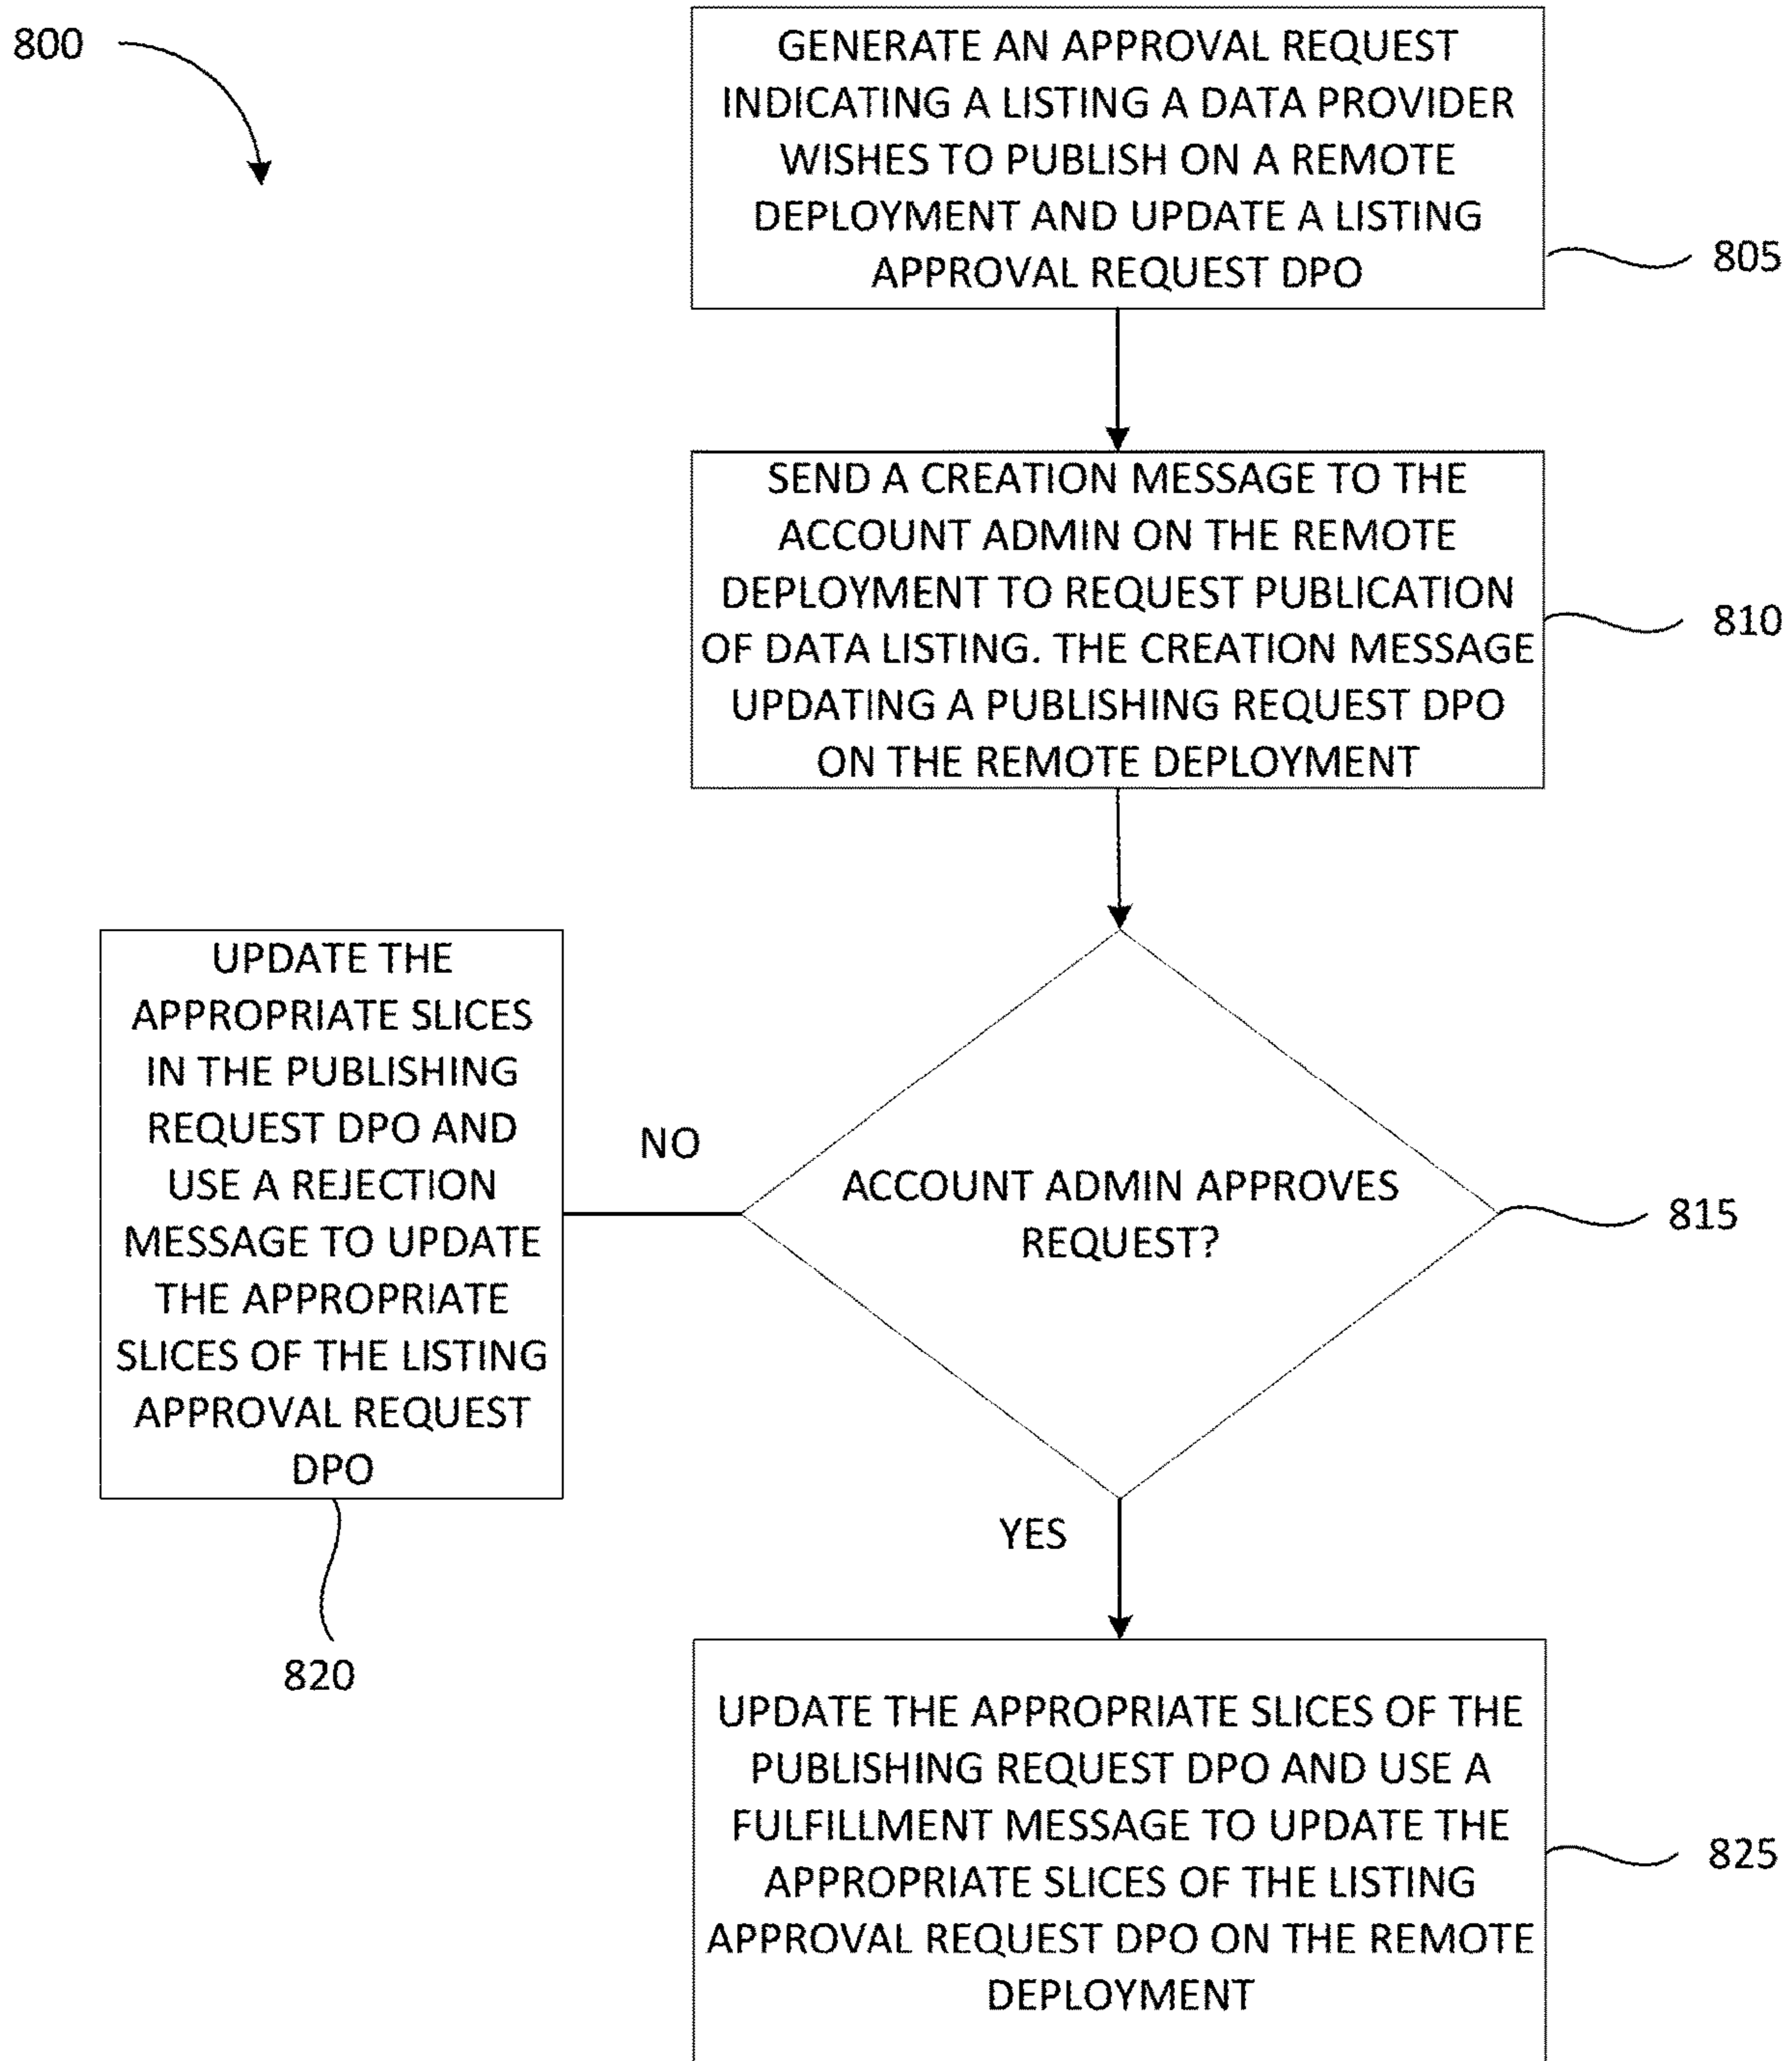 800
GENERATE AN APPROVAL REQUEST
INDICATING A LISTING A DATA PROVIDER
WISHES TO PUBLISH ON A REMOTE
DEPLOYMENT AND UPDATE A LISTING
APPROVAL REQUEST DPO
805
SEND A CREATION MESSAGE TO THE
ACCOUNT ADMIN ON THE REMOTE
DEPLOYMENT TO REQUEST PUBLICATION
OF DATA LISTING. THE CREATION MESSAGE
UPDATING A PUBLISHING REQUEST DPO
ON THE REMOTE DEPLOYMENT
810
ACCOUNT ADMIN APPROVES
REQUEST?
815
NO
UPDATE THE
APPROPRIATE SLICES
IN THE PUBLISHING
REQUEST DPO AND
USE A REJECTION
MESSAGE TO UPDATE
THE APPROPRIATE
SLICES OF THE LISTING
APPROVAL REQUEST
DPO
820
YES
UPDATE THE APPROPRIATE SLICES OF THE
PUBLISHING REQUEST DPO AND USE A
FULFILLMENT MESSAGE TO UPDATE THE
APPROPRIATE SLICES OF THE LISTING
APPROVAL REQUEST DPO ON THE REMOTE
DEPLOYMENT
825